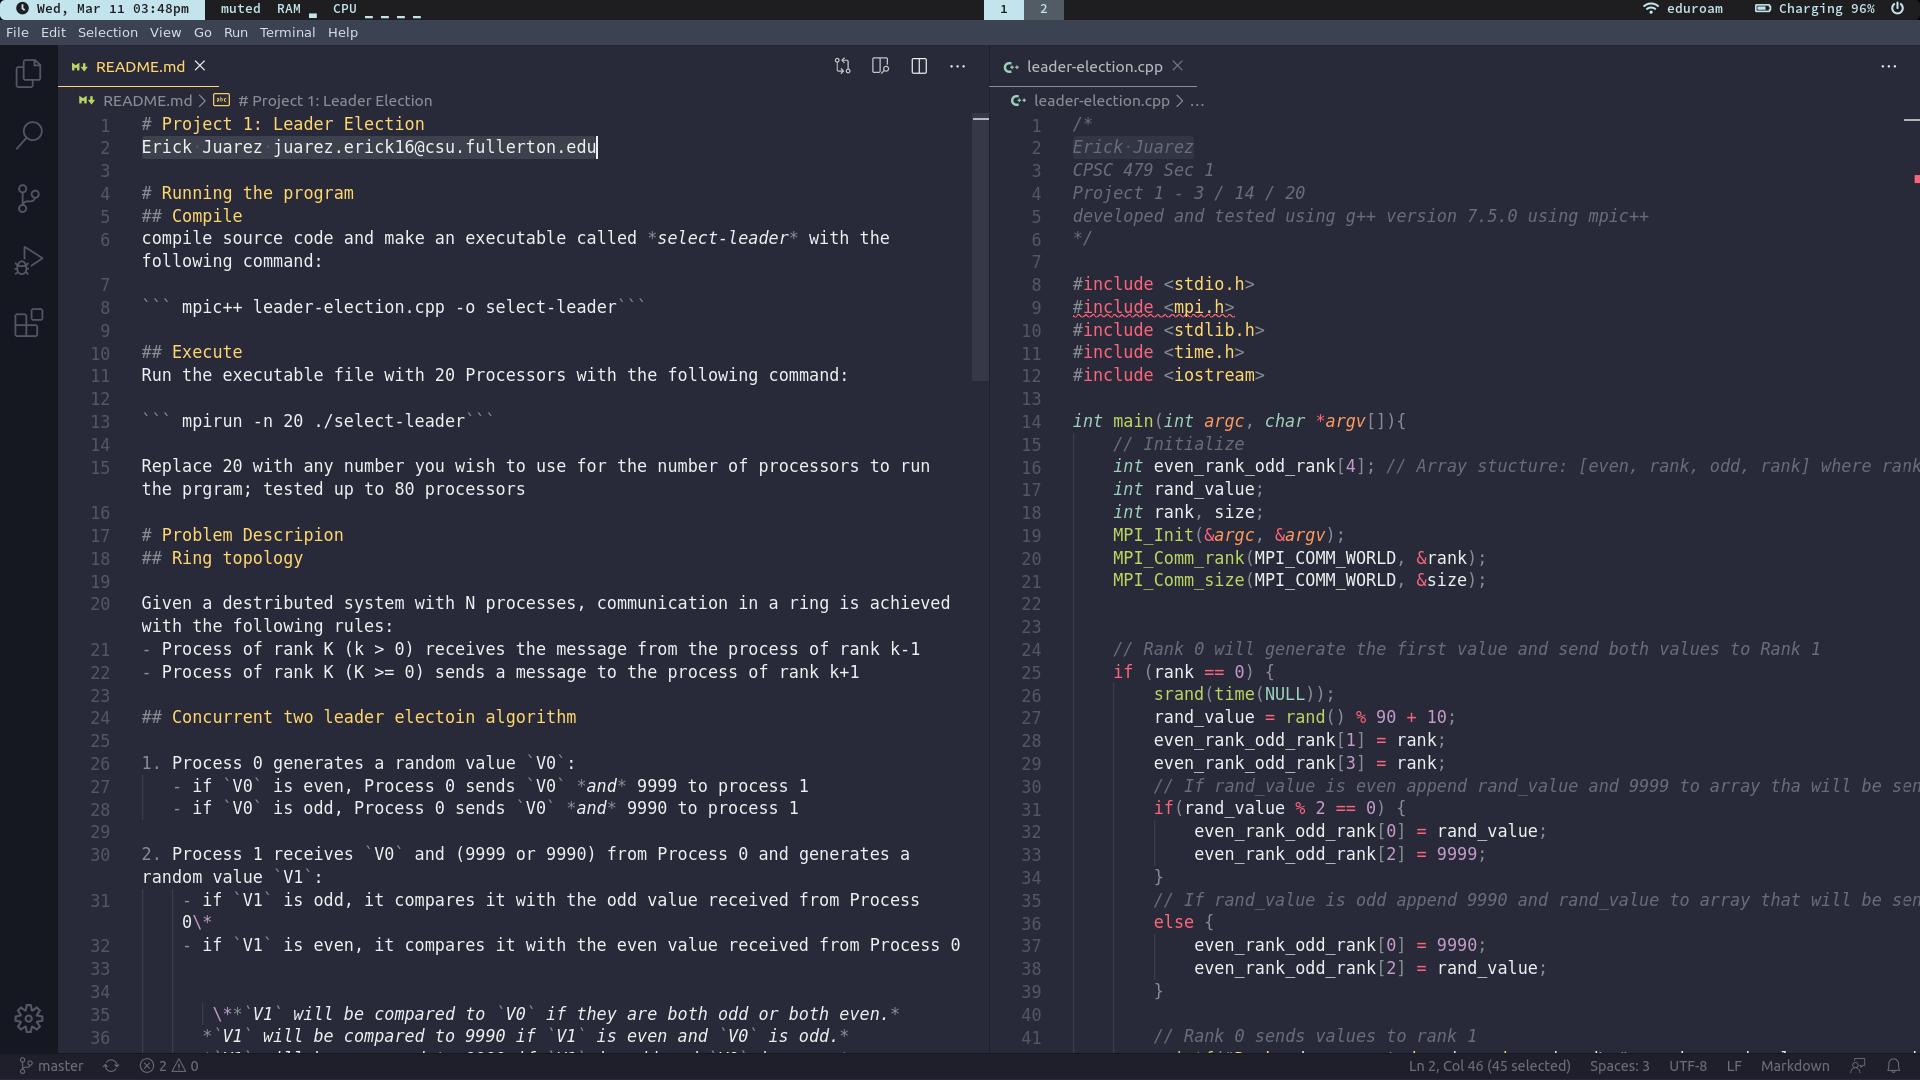 Wed, Mar 11 03:48pm muted RAM CPU 1 2 eduroam Charging 96%
File Edit Selection View Go Run Terminal Help
README.md
README.md > # Project 1: Leader Election
1 # Project 1: Leader Election
2 Erick Juarez juarez.erick16@csu.fullerton.edu
3
4 # Running the program
5 ## Compile
6 compile source code and make an executable called *select-leader* with the
following command:
7
8 ``` mpic++ leader-election.cpp -o select-leader```
9
10 ## Execute
11 Run the executable file with 20 Processors with the following command:
12
13 ``` mpirun -n 20 ./select-leader```
14
15 Replace 20 with any number you wish to use for the number of processors to run
the prgram; tested up to 80 processors
16
17 # Problem Descripion
18 ## Ring topology
19
20 Given a destributed system with N processes, communication in a ring is achieved
with the following rules:
21 - Process of rank K (k > 0) receives the message from the process of rank k-1
22 - Process of rank K (K >= 0) sends a message to the process of rank k+1
23
24 ## Concurrent two leader electoin algorithm
25
26 1. Process 0 generates a random value `V0`:
27 - if `V0` is even, Process 0 sends `V0` *and* 9999 to process 1
28 - if `V0` is odd, Process 0 sends `V0` *and* 9990 to process 1
29
30 2. Process 1 receives `V0` and (9999 or 9990) from Process 0 and generates a
random value `V1`:
31 - if `V1` is odd, it compares it with the odd value received from Process
0\*
32 - if `V1` is even, it compares it with the even value received from Process 0
33
34
35 \**`V1` will be compared to `V0` if they are both odd or both even.*
36 *`V1` will be compared to 9990 if `V1` is even and `V0` is odd.*
leader-election.cpp
leader-election.cpp > ...
1 /*
2 Erick Juarez
3 CPSC 479 Sec 1
4 Project 1 - 3 / 14 / 20
5 developed and tested using g++ version 7.5.0 using mpic++
6 */
7
8 #include <stdio.h>
9 #include <mpi.h>
10 #include <stdlib.h>
11 #include <time.h>
12 #include <iostream>
13
14 int main(int argc, char *argv[]){
15 // Initialize
16 int even_rank_odd_rank[4]; // Array stucture: [even, rank, odd, rank] where rank
17 int rand_value;
18 int rank, size;
19 MPI_Init(&argc, &argv);
20 MPI_Comm_rank(MPI_COMM_WORLD, &rank);
21 MPI_Comm_size(MPI_COMM_WORLD, &size);
22
23
24 // Rank 0 will generate the first value and send both values to Rank 1
25 if (rank == 0) {
26 srand(time(NULL));
27 rand_value = rand() % 90 + 10;
28 even_rank_odd_rank[1] = rank;
29 even_rank_odd_rank[3] = rank;
30 // If rand_value is even append rand_value and 9999 to array tha will be sen
31 if(rand_value % 2 == 0) {
32 even_rank_odd_rank[0] = rand_value;
33 even_rank_odd_rank[2] = 9999;
34 }
35 // If rand_value is odd append 9990 and rand_value to array that will be sen
36 else {
37 even_rank_odd_rank[0] = 9990;
38 even_rank_odd_rank[2] = rand_value;
39 }
40
41 // Rank 0 sends values to rank 1
master 2 0 Ln 2, Col 46 (45 selected) Spaces: 3 UTF-8 LF Markdown